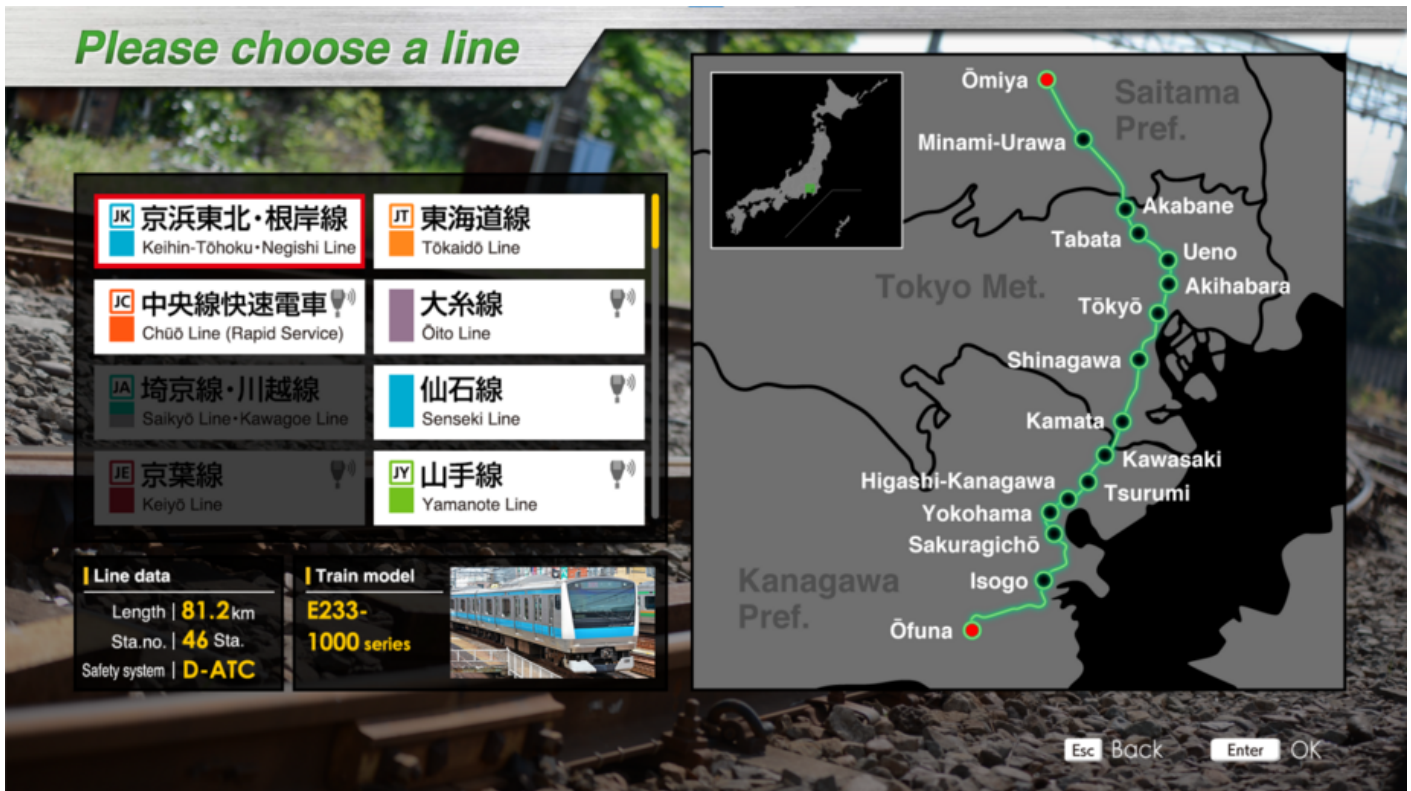 Please choose a line
JK 京浜東北・根岸線
Keihin-Tōhoku・Negishi Line
JT 東海道線
Tōkaidō Line
JC 中央線快速電車
Chūō Line (Rapid Service)
大糸線
Ōito Line
JA 埼京線・川越線
Saikyō Line・Kawagoe Line
仙石線
Senseki Line
JE 京葉線
Keiyō Line
JY 山手線
Yamanote Line
Line data
Length | 81.2 km
Sta.no. | 46 Sta.
Safety system | D-ATC
Train model
E233-
1000 series
Ōmiya
Saitama
Pref.
Minami-Urawa
Akabane
Tabata
Ueno
Akihabara
Tokyo Met.
Tōkyō
Shinagawa
Kamata
Kawasaki
Higashi-Kanagawa
Tsurumi
Yokohama
Sakuragichō
Isogo
Kanagawa
Pref.
Ōfuna
Esc Back
Enter OK